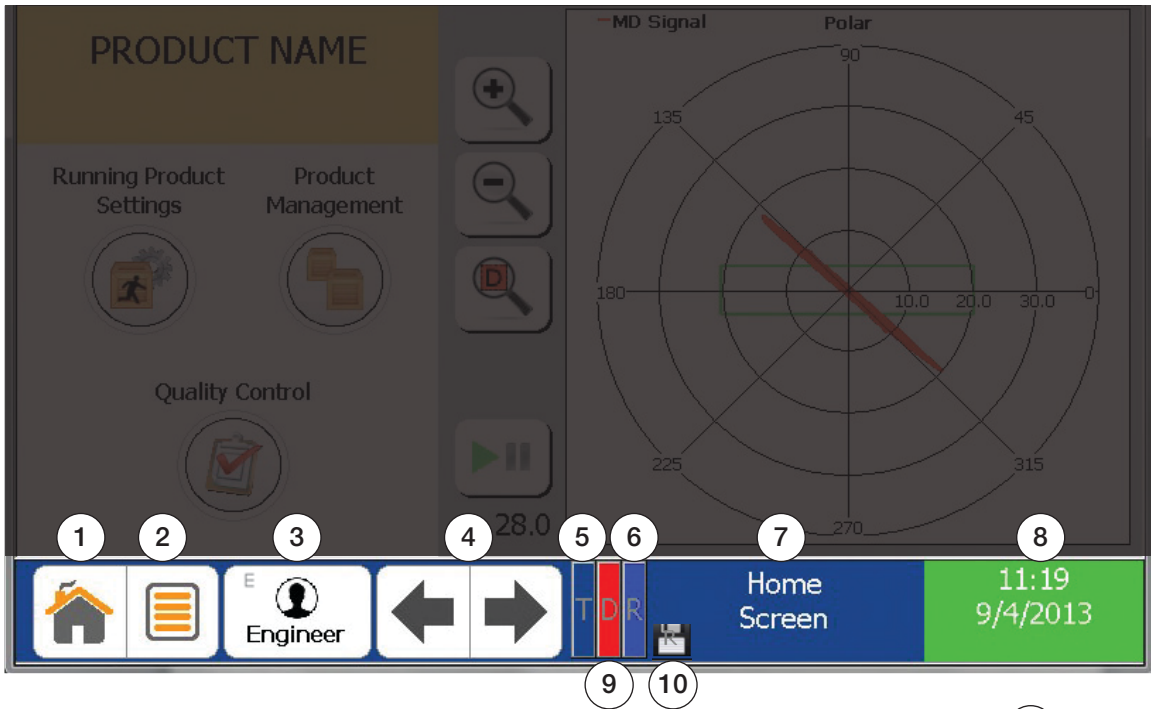 PRODUCT NAME
Running Product
Settings
Product
Management
Quality Control
28.0
MD Signal
Polar
90
135
45
180
10.0
20.0
30.0
0
225
315
270
1
2
3
4
5
6
7
8
E
Engineer
T
D
R
D
R
Home
Screen
11:19
9/4/2013
9
10